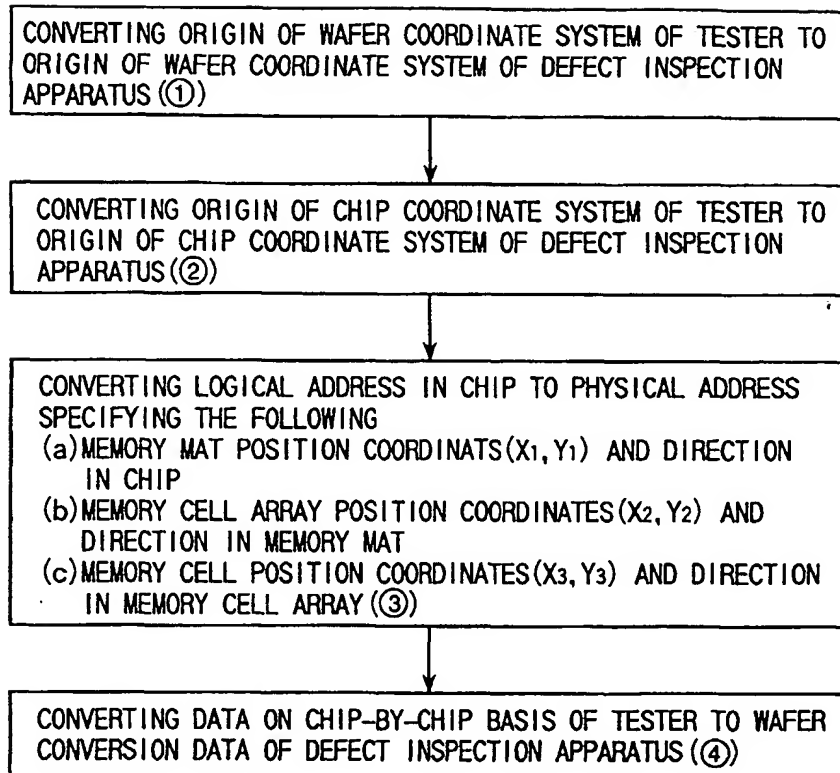 CONVERTING ORIGIN OF WAFER COORDINATE SYSTEM OF TESTER TO
ORIGIN OF WAFER COORDINATE SYSTEM OF DEFECT INSPECTION
APPARATUS(①)
CONVERTING ORIGIN OF CHIP COORDINATE SYSTEM OF TESTER TO
ORIGIN OF CHIP COORDINATE SYSTEM OF DEFECT INSPECTION
APPARATUS(②)
CONVERTING LOGICAL ADDRESS IN CHIP TO PHYSICAL ADDRESS
SPECIFYING THE FOLLOWING
(a)MEMORY MAT POSITION COORDINATS(X1,Y1) AND DIRECTION
IN CHIP
(b)MEMORY CELL ARRAY POSITION COORDINATES(X2,Y2) AND
DIRECTION IN MEMORY MAT
(c)MEMORY CELL POSITION COORDINATES(X3,Y3) AND DIRECTION
IN MEMORY CELL ARRAY(③)
CONVERTING DATA ON CHIP-BY-CHIP BASIS OF TESTER TO WAFER
CONVERSION DATA OF DEFECT INSPECTION APPARATUS(④)